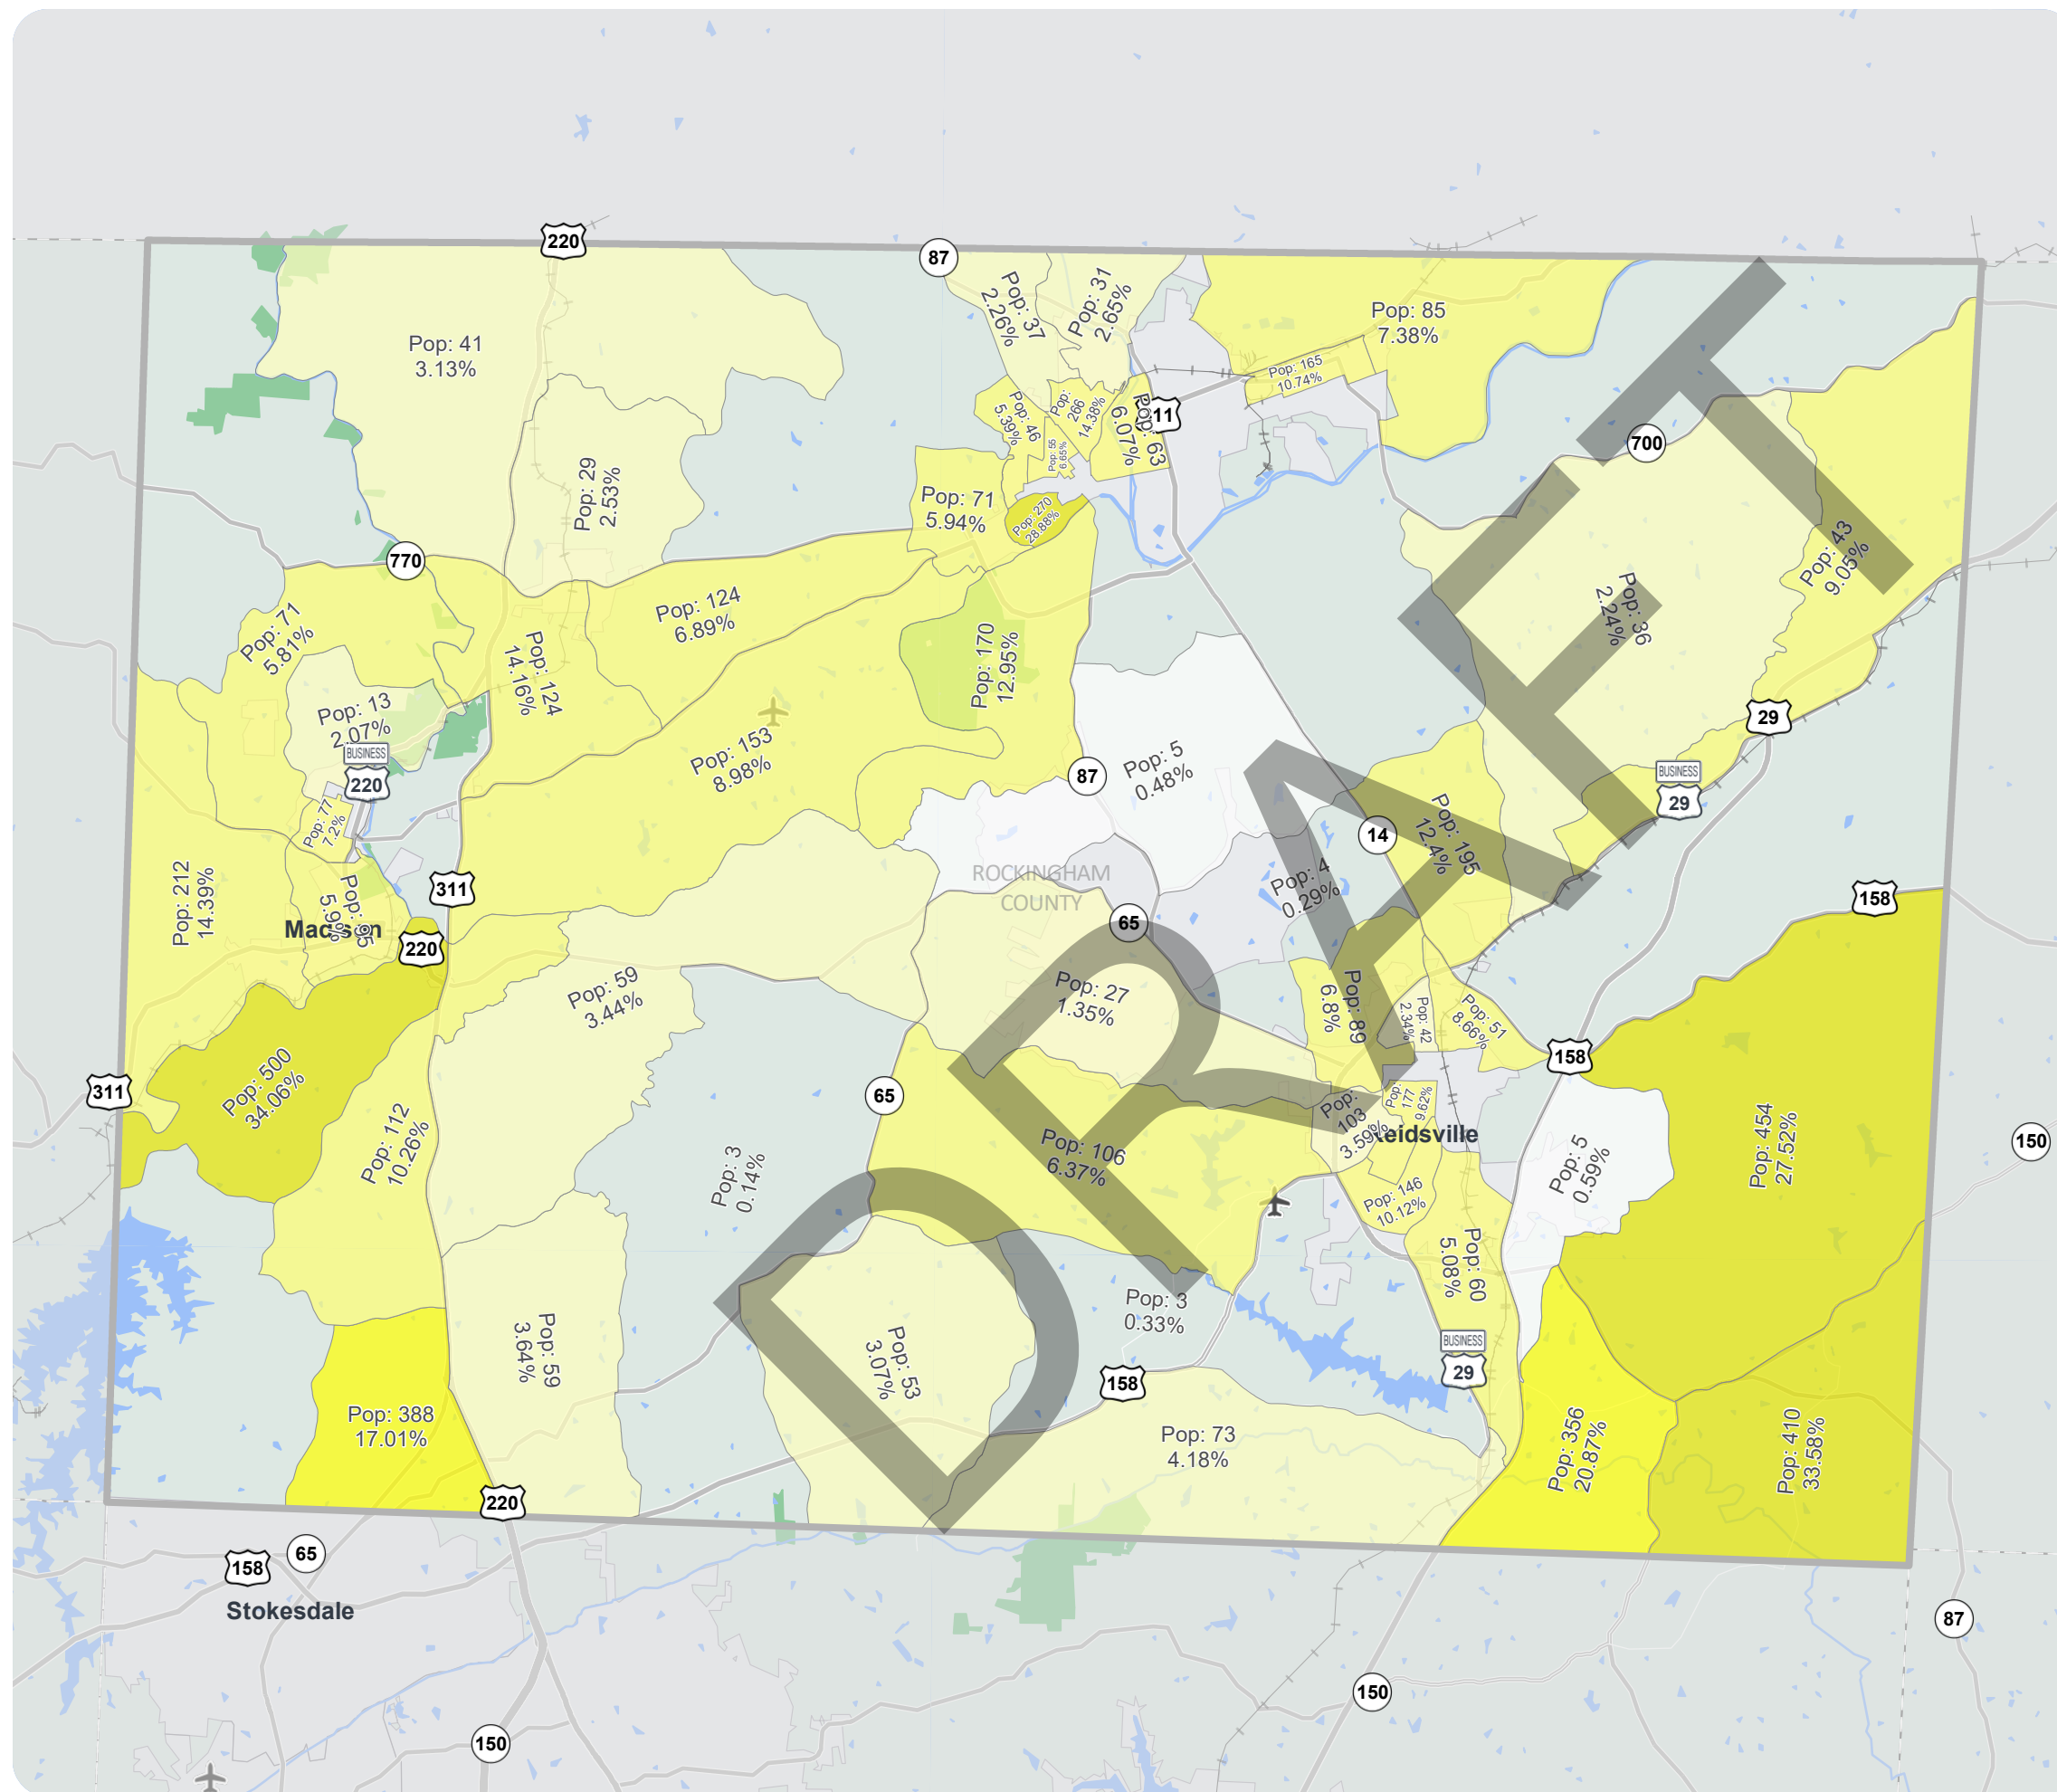 220
87
Pop: 37
2.26%
Pop: 31
2.65%
Pop: 85
7.38%
Pop: 41
3.13%
Pop: 165
10.74%
Pop: 46
5.39%
Pop:
266
14.38%
Pop: 63
6.07%
11
700
Pop: 55
6.65%
Pop: 29
2.53%
Pop: 71
5.94%
Pop: 270
28.88%
770
Pop: 43
9.05%
Pop: 36
2.24%
Pop: 124
6.89%
Pop: 71
5.81%
Pop: 124
14.16%
Pop: 170
12.95%
Pop: 13
2.07%
BUSINESS
220
29
Pop: 153
8.98%
Pop: 5
0.48%
87
BUSINESS
29
Pop: 77
7.2%
14
Pop: 195
12.4%
ROCKINGHAM
COUNTY
Pop: 4
0.29%
311
158
Pop: 212
14.39%
Pop: 95
5.9%
Madison
220
65
Pop: 59
3.44%
Pop: 27
1.35%
Pop: 89
6.8%
Pop: 42
2.34%
Pop: 51
8.66%
158
311
Pop: 500
34.06%
65
Pop: 112
10.26%
Pop:
103
3.59%
Pop:
177
9.62%
Reidsville
150
Pop: 106
6.37%
Pop: 3
0.14%
Pop: 5
0.59%
Pop: 454
27.52%
Pop: 146
10.12%
Pop: 60
5.08%
Pop: 3
0.33%
Pop: 59
3.64%
Pop: 53
3.07%
BUSINESS
29
158
Pop: 388
17.01%
Pop: 73
4.18%
Pop: 356
20.87%
Pop: 410
33.58%
220
65
158
Stokesdale
87
150
150
DRAFT